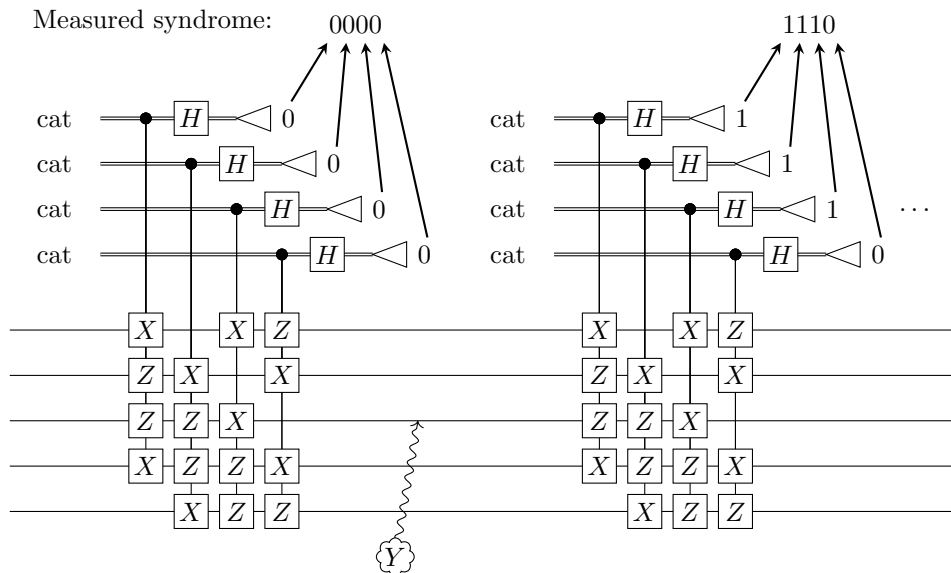 Measured syndrome: 0000 1110
cat H 0 cat H 1
cat H 0 cat H 1
cat H 0 cat H 1 ...
cat H 0 cat H 0
X X Z X X Z
Z X X Z X X
Z Z X Z Z X
X Z Z X X Z Z X
X Z Z X Z Z
Y